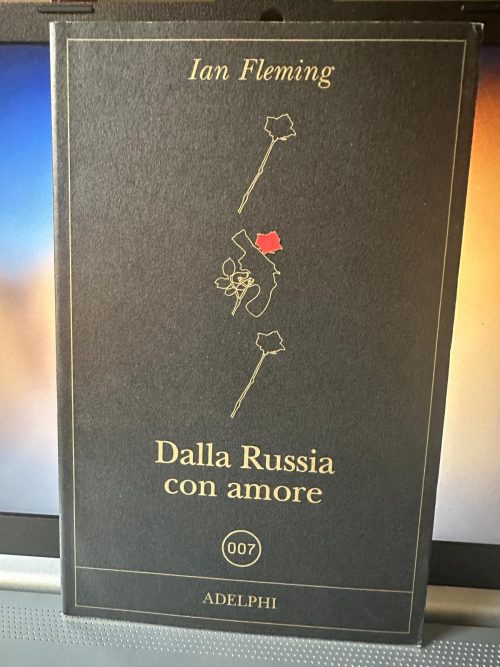 Ian Fleming
Dalla Russia
con amore
007
ADELPHI